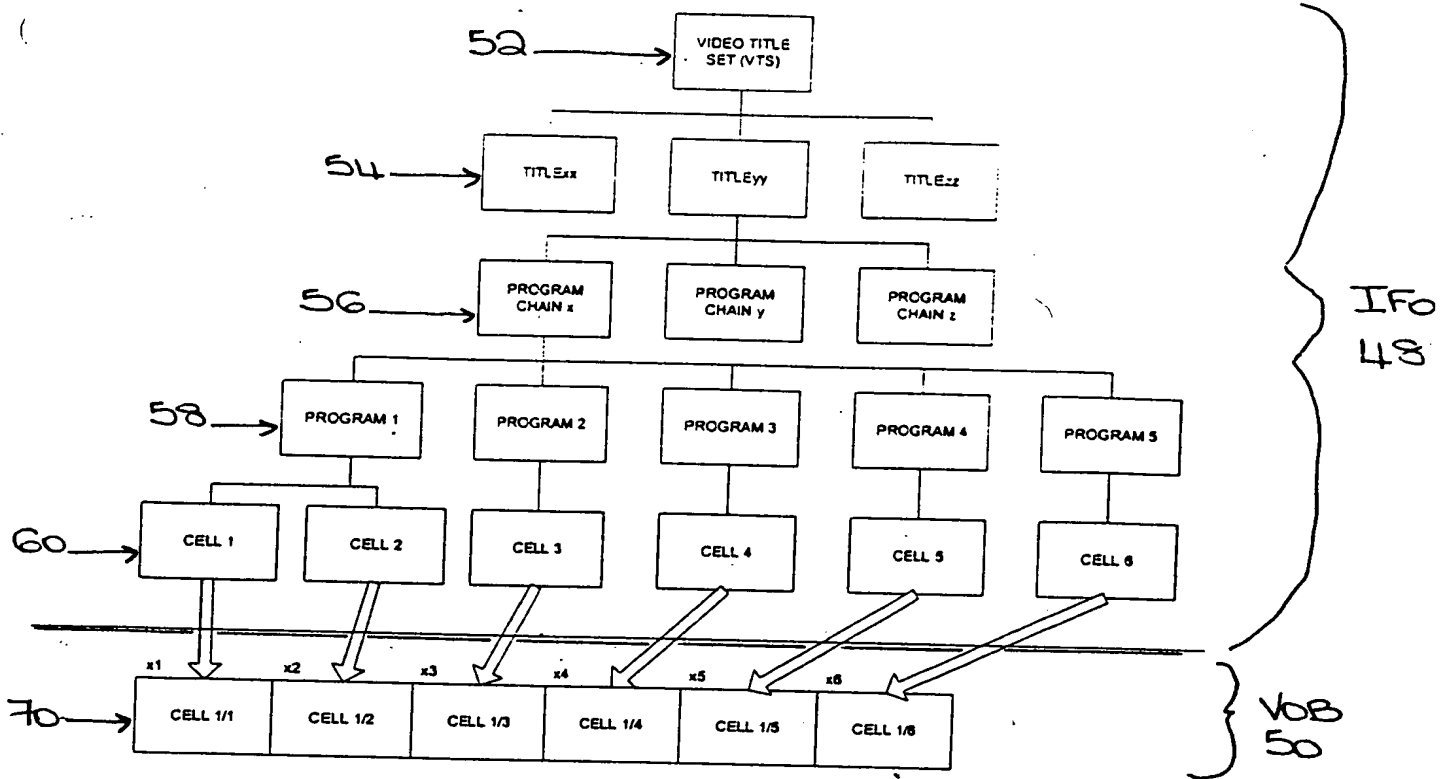 52
VIDEO TITLE
SET (VTS)
54
TITLExx
TITLEyy
TITLEzz
56
PROGRAM
CHAIN x
PROGRAM
CHAIN y
PROGRAM
CHAIN z
IFO
48
58
PROGRAM 1
PROGRAM 2
PROGRAM 3
PROGRAM 4
PROGRAM 5
60
CELL 1
CELL 2
CELL 3
CELL 4
CELL 5
CELL 6
x1
x2
x3
x4
x5
x6
70
CELL 1/1
CELL 1/2
CELL 1/3
CELL 1/4
CELL 1/5
CELL 1/6
VOB
50